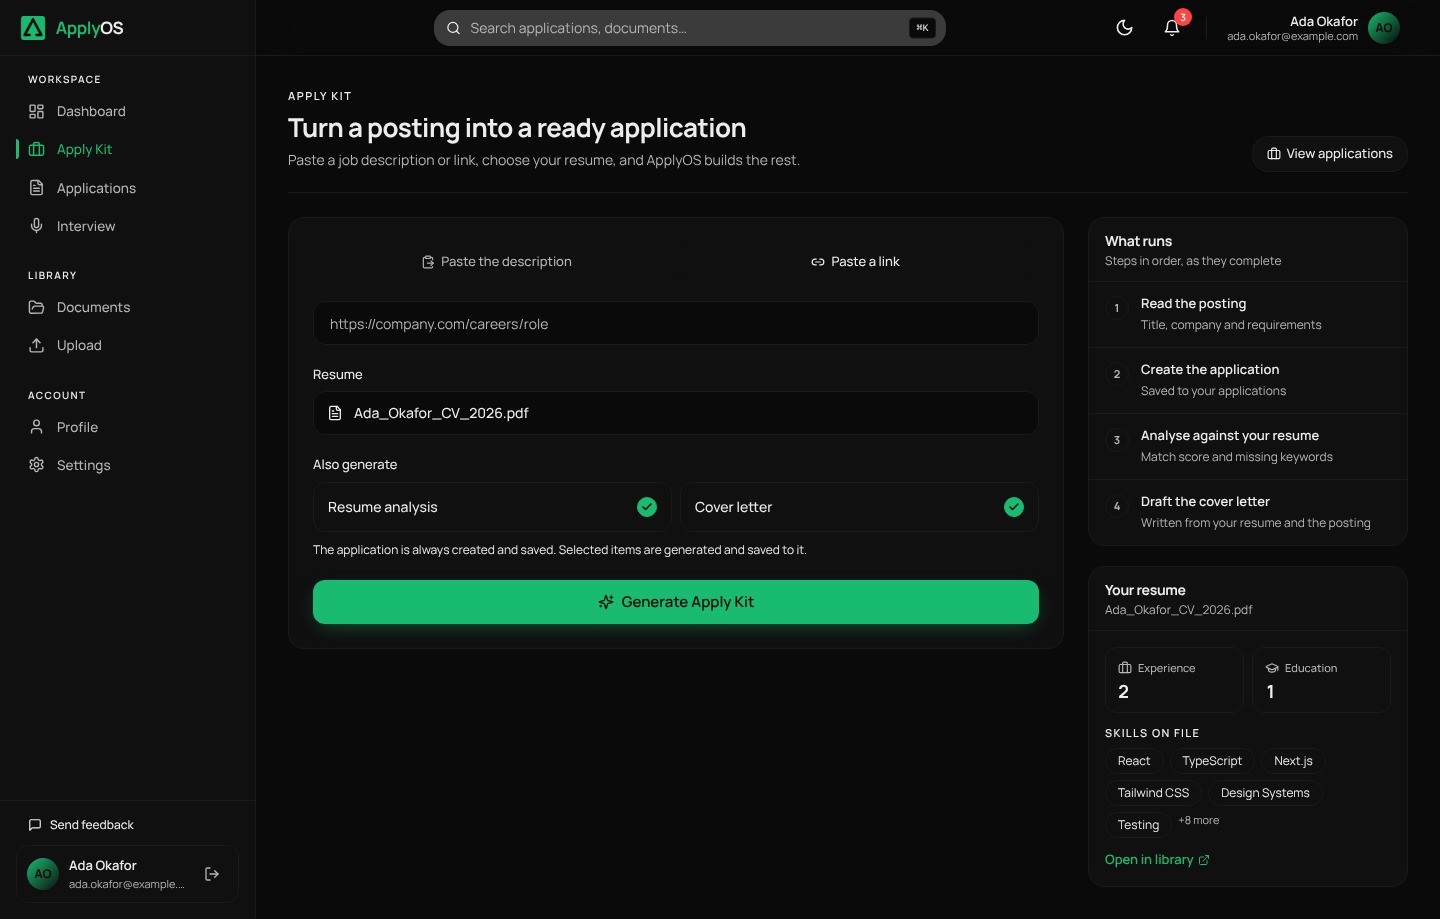 ApplyOS
Search applications, documents...
⌘K
3
Ada Okafor
ada.okafor@example.com
AO
WORKSPACE
Dashboard
Apply Kit
Applications
Interview
LIBRARY
Documents
Upload
ACCOUNT
Profile
Settings
Send feedback
AO
Ada Okafor
ada.okafor@example....
APPLY KIT
Turn a posting into a ready application
Paste a job description or link, choose your resume, and ApplyOS builds the rest.
View applications
Paste the description
Paste a link
https://company.com/careers/role
Resume
Ada_Okafor_CV_2026.pdf
Also generate
Resume analysis
Cover letter
The application is always created and saved. Selected items are generated and saved to it.
Generate Apply Kit
What runs
Steps in order, as they complete
1
Read the posting
Title, company and requirements
2
Create the application
Saved to your applications
3
Analyse against your resume
Match score and missing keywords
4
Draft the cover letter
Written from your resume and the posting
Your resume
Ada_Okafor_CV_2026.pdf
Experience
2
Education
1
SKILLS ON FILE
React
TypeScript
Next.js
Tailwind CSS
Design Systems
Testing
+8 more
Open in library